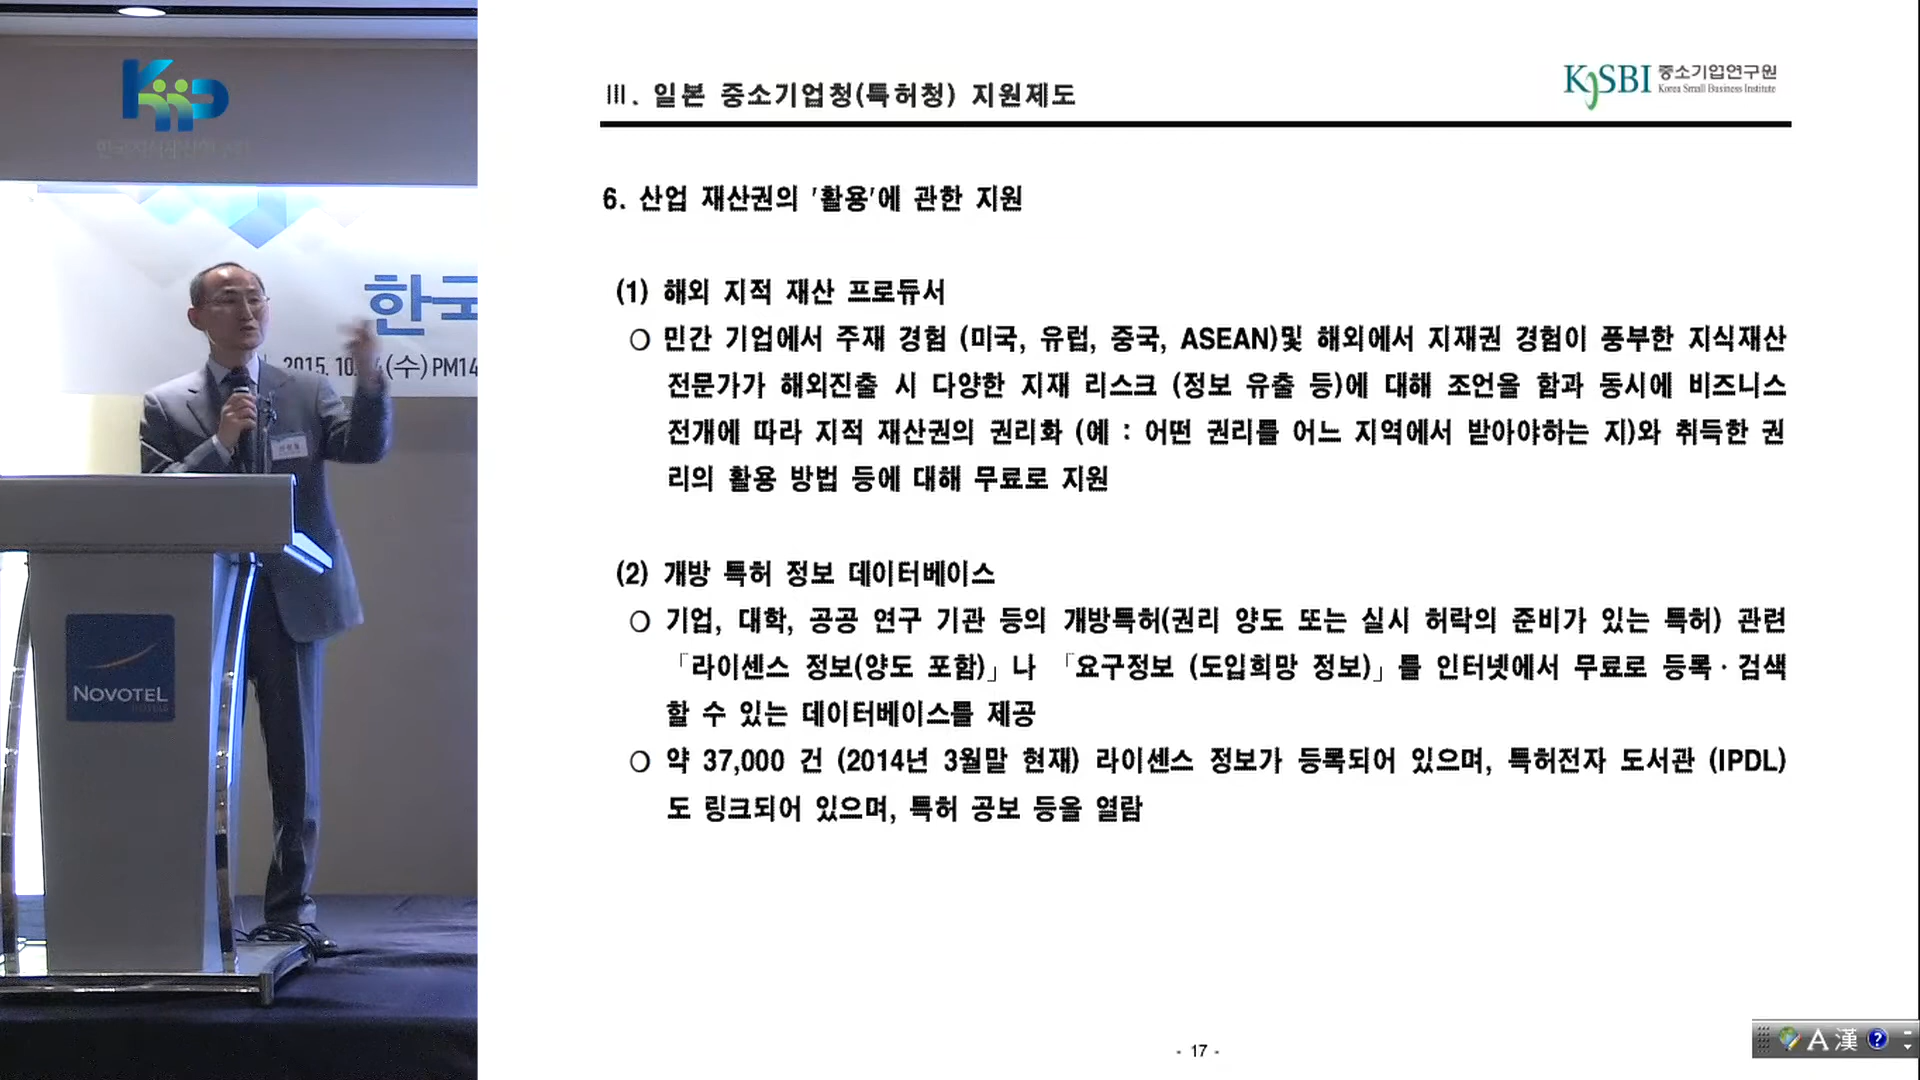 KIIP
한국
2015. 10.
(수) PM14
NOVOTEL
HOTELS
Ⅲ. 일본 중소기업청(특허청) 지원제도
KOSBI 중소기업연구원
Korea Small Business Institute
6. 산업 재산권의 '활용'에 관한 지원
(1) 해외 지적 재산 프로듀서
○ 민간 기업에서 주재 경험 (미국, 유럽, 중국, ASEAN)및 해외에서 지재권 경험이 풍부한 지식재산
전문가가 해외진출 시 다양한 지재 리스크 (정보 유출 등)에 대해 조언을 함과 동시에 비즈니스
전개에 따라 지적 재산권의 권리화 (예 : 어떤 권리를 어느 지역에서 받아야하는 지)와 취득한 권
리의 활용 방법 등에 대해 무료로 지원
(2) 개방 특허 정보 데이터베이스
○ 기업, 대학, 공공 연구 기관 등의 개방특허(권리 양도 또는 실시 허락의 준비가 있는 특허) 관련
「라이센스 정보(양도 포함)」나 「요구정보 (도입희망 정보)」를 인터넷에서 무료로 등록·검색
할 수 있는 데이터베이스를 제공
○ 약 37,000 건 (2014년 3월말 현재) 라이센스 정보가 등록되어 있으며, 특허전자 도서관 (IPDL)
도 링크되어 있으며, 특허 공보 등을 열람
- 17 -
A 漢 ?